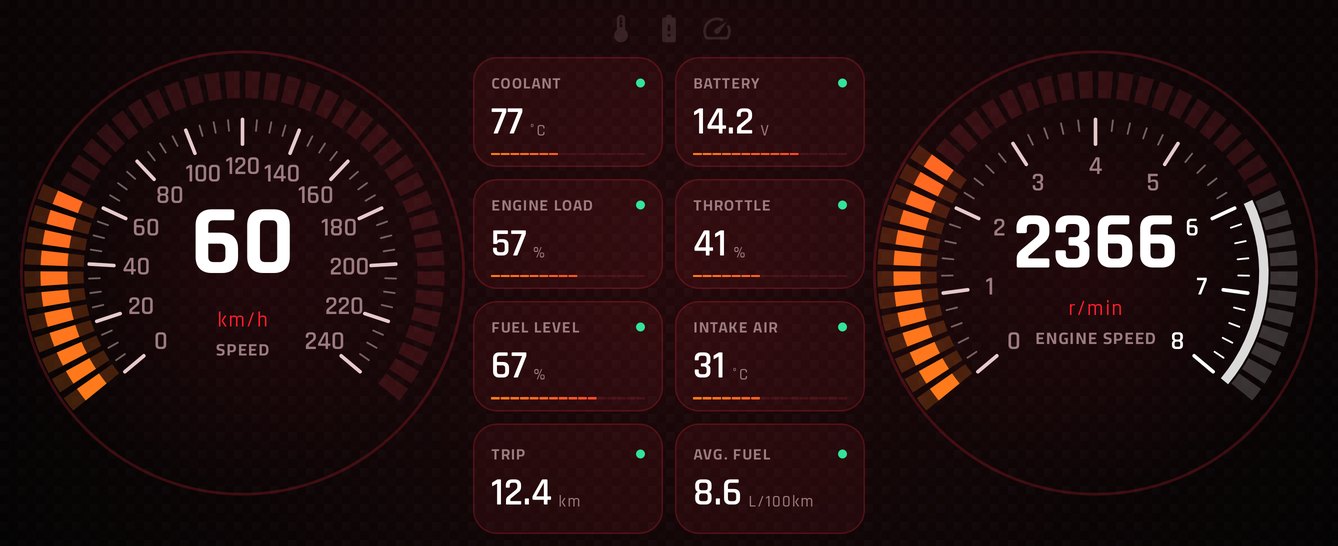 0
20
40
60
80
100
120
140
160
180
200
220
240
60
km/h
SPEED
COOLANT
77 °C
BATTERY
14.2 V
ENGINE LOAD
57 %
THROTTLE
41 %
FUEL LEVEL
67 %
INTAKE AIR
31 °C
TRIP
12.4 km
AVG. FUEL
8.6 L/100km
0
1
2
3
4
5
6
7
8
2366
r/min
ENGINE SPEED